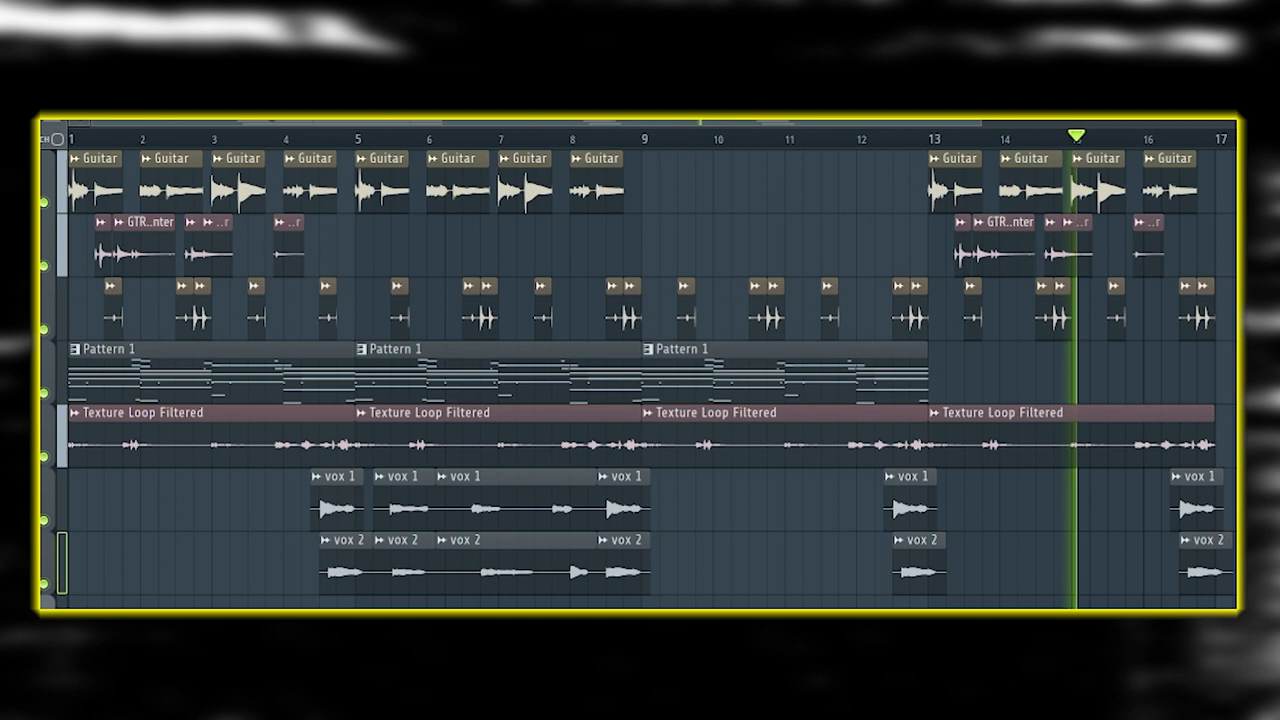 CH 1 2 3 4 5 6 7 8 9 10 11 12 13 14 15 16 17
Guitar Guitar Guitar Guitar Guitar Guitar Guitar Guitar Guitar Guitar Guitar Guitar
GTR..nter ..r ..r GTR..nter ..r ..r
Pattern 1 Pattern 1 Pattern 1
Texture Loop Filtered Texture Loop Filtered Texture Loop Filtered Texture Loop Filtered
vox 1 vox 1 vox 1 vox 1 vox 1 vox 1
vox 2 vox 2 vox 2 vox 2 vox 2 vox 2